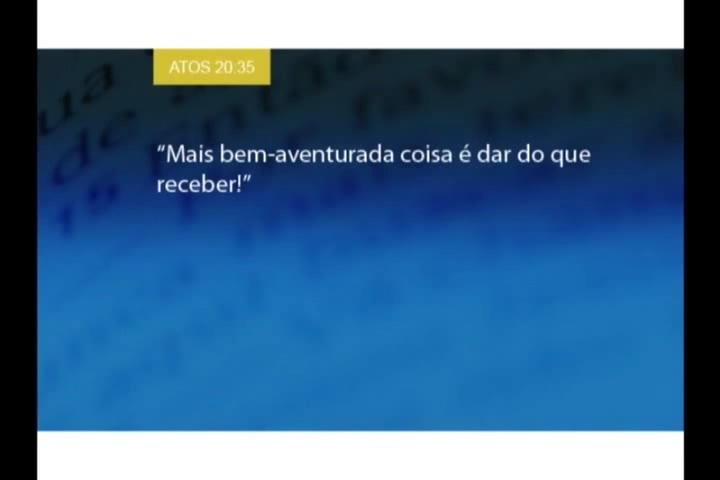 ATOS 20:35
“Mais bem-aventurada coisa é dar do que
receber!”